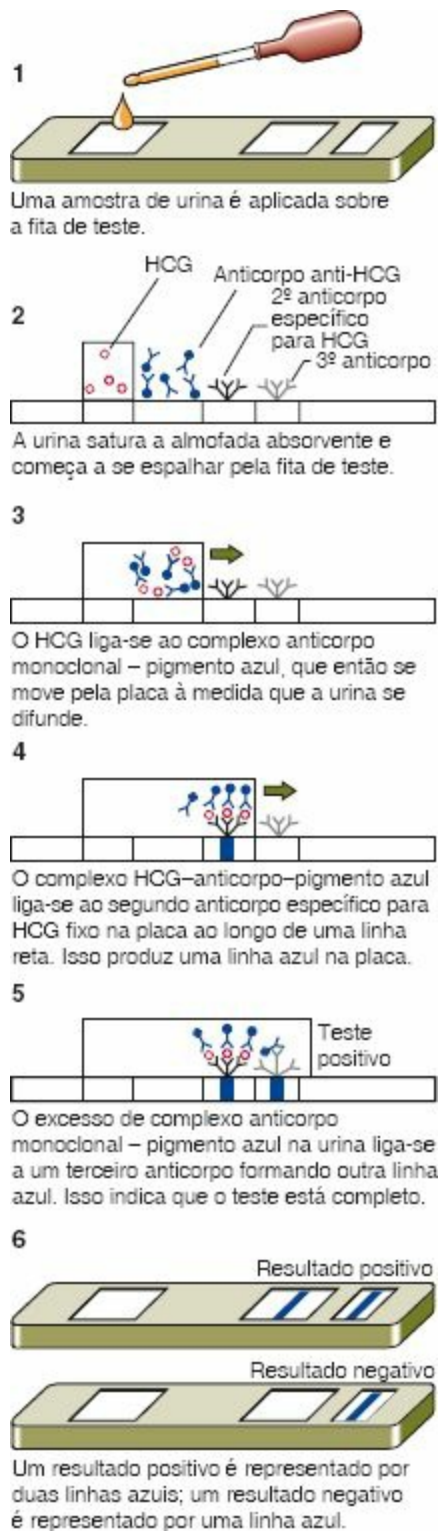 1
Uma amostra de urina é aplicada sobre
a fita de teste.
HCG
Anticorpo anti-HCG
2º anticorpo
específico
para HCG
3º anticorpo
2
A urina satura a almofada absorvente e
começa a se espalhar pela fita de teste.
3
O HCG liga-se ao complexo anticorpo
monoclonal – pigmento azul, que então se
move pela placa à medida que a urina se
difunde.
4
O complexo HCG–anticorpo–pigmento azul
liga-se ao segundo anticorpo específico para
HCG fixo na placa ao longo de uma linha
reta. Isso produz uma linha azul na placa.
5
Teste
positivo
O excesso de complexo anticorpo
monoclonal – pigmento azul na urina liga-se
a um terceiro anticorpo formando outra linha
azul. Isso indica que o teste está completo.
6
Resultado positivo
Resultado negativo
Um resultado positivo é representado por
duas linhas azuis; um resultado negativo
é representado por uma linha azul.